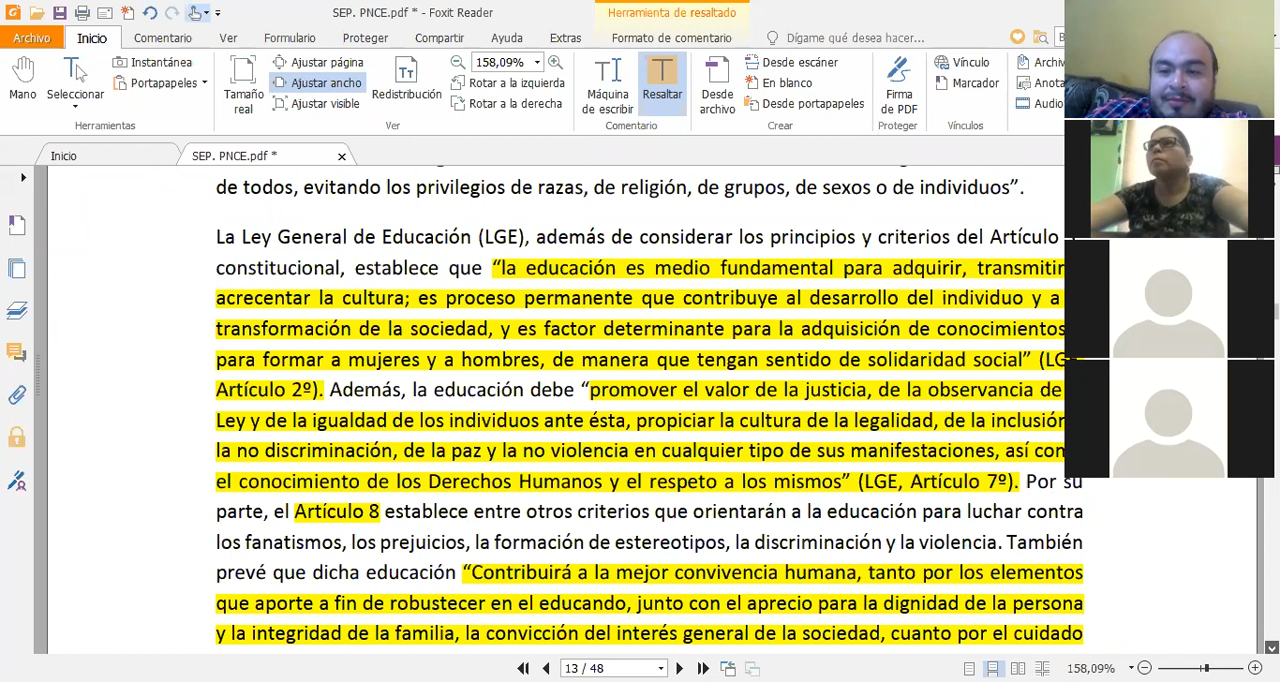 SEP. PNCE.pdf * - Foxit Reader
Herramienta de resaltado
Archivo Inicio Comentario Ver Formulario Proteger Compartir Ayuda Extras Formato de comentario Dígame qué desea hacer...
Mano
Seleccionar
Instantánea
Portapapeles
Herramientas
Tamaño real
Ajustar página
Ajustar ancho
Ajustar visible
Redistribución
158,09%
Rotar a la izquierda
Rotar a la derecha
Ver
Máquina de escribir
Resaltar
Comentario
Desde archivo
Desde escáner
En blanco
Desde portapapeles
Crear
Firma de PDF
Proteger
Vínculo
Marcador
Vínculos
Archiv
Anota
Audio
Inicio
SEP. PNCE.pdf *
de todos, evitando los privilegios de razas, de religión, de grupos, de sexos o de individuos”.
La Ley General de Educación (LGE), además de considerar los principios y criterios del Artículo
constitucional, establece que “la educación es medio fundamental para adquirir, transmitir
acrecentar la cultura; es proceso permanente que contribuye al desarrollo del individuo y a
transformación de la sociedad, y es factor determinante para la adquisición de conocimientos
para formar a mujeres y a hombres, de manera que tengan sentido de solidaridad social” (LG
Artículo 2º). Además, la educación debe “promover el valor de la justicia, de la observancia de
Ley y de la igualdad de los individuos ante ésta, propiciar la cultura de la legalidad, de la inclusión
la no discriminación, de la paz y la no violencia en cualquier tipo de sus manifestaciones, así com
el conocimiento de los Derechos Humanos y el respeto a los mismos” (LGE, Artículo 7º). Por su
parte, el Artículo 8 establece entre otros criterios que orientarán a la educación para luchar contra
los fanatismos, los prejuicios, la formación de estereotipos, la discriminación y la violencia. También
prevé que dicha educación “Contribuirá a la mejor convivencia humana, tanto por los elementos
que aporte a fin de robustecer en el educando, junto con el aprecio para la dignidad de la persona
y la integridad de la familia, la convicción del interés general de la sociedad, cuanto por el cuidado
13 / 48
158,09%